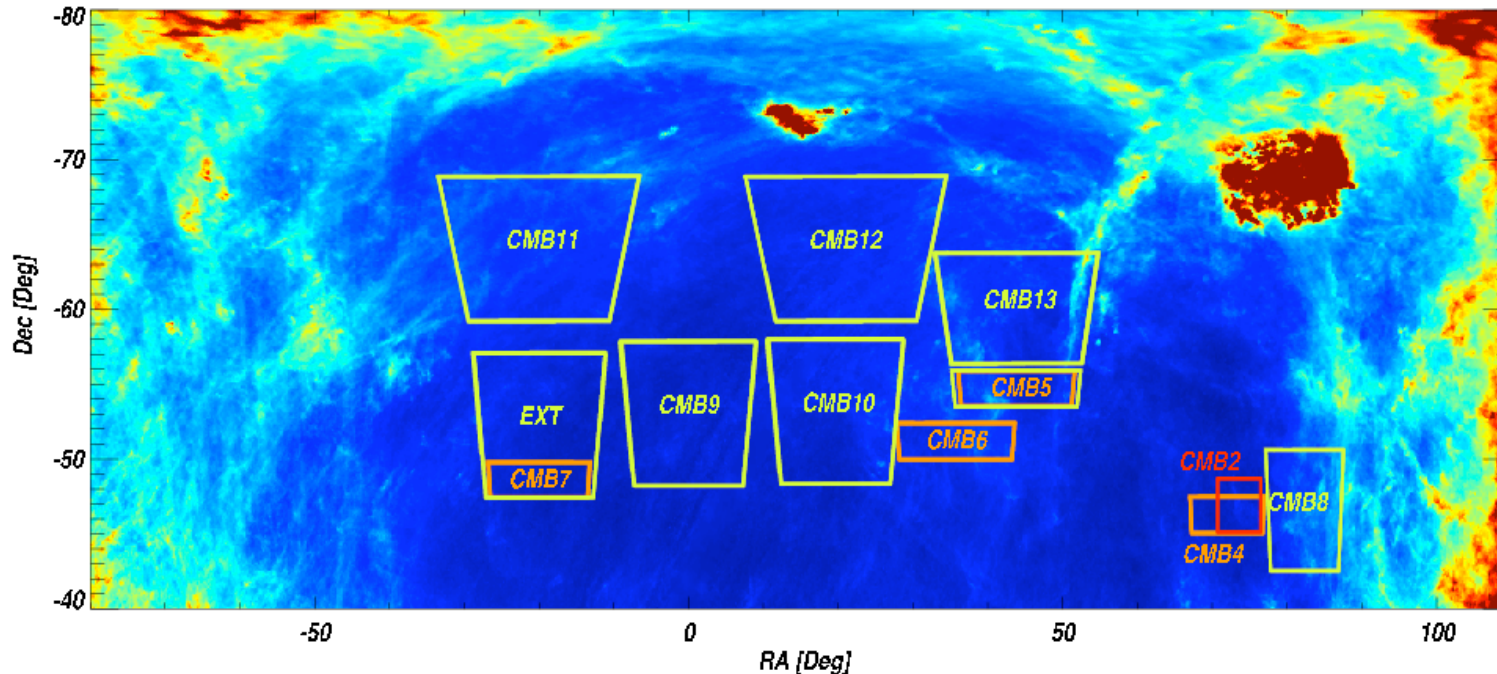 -80
-70
-60
-50
-40
Dec [Deg]
CMB11
CMB12
CMB13
CMB5
EXT
CMB9
CMB10
CMB6
CMB7
CMB2
CMB8
CMB4
-50
0
50
100
RA [Deg]